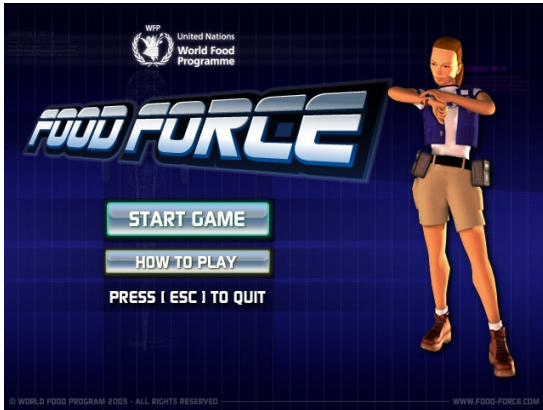 WFP
United Nations
World Food
Programme
FOOD FORCE
START GAME
HOW TO PLAY
PRESS [ ESC ] TO QUIT
© WORLD FOOD PROGRAM 2005 - ALL RIGHTS RESERVED
WWW.FOOD-FORCE.COM